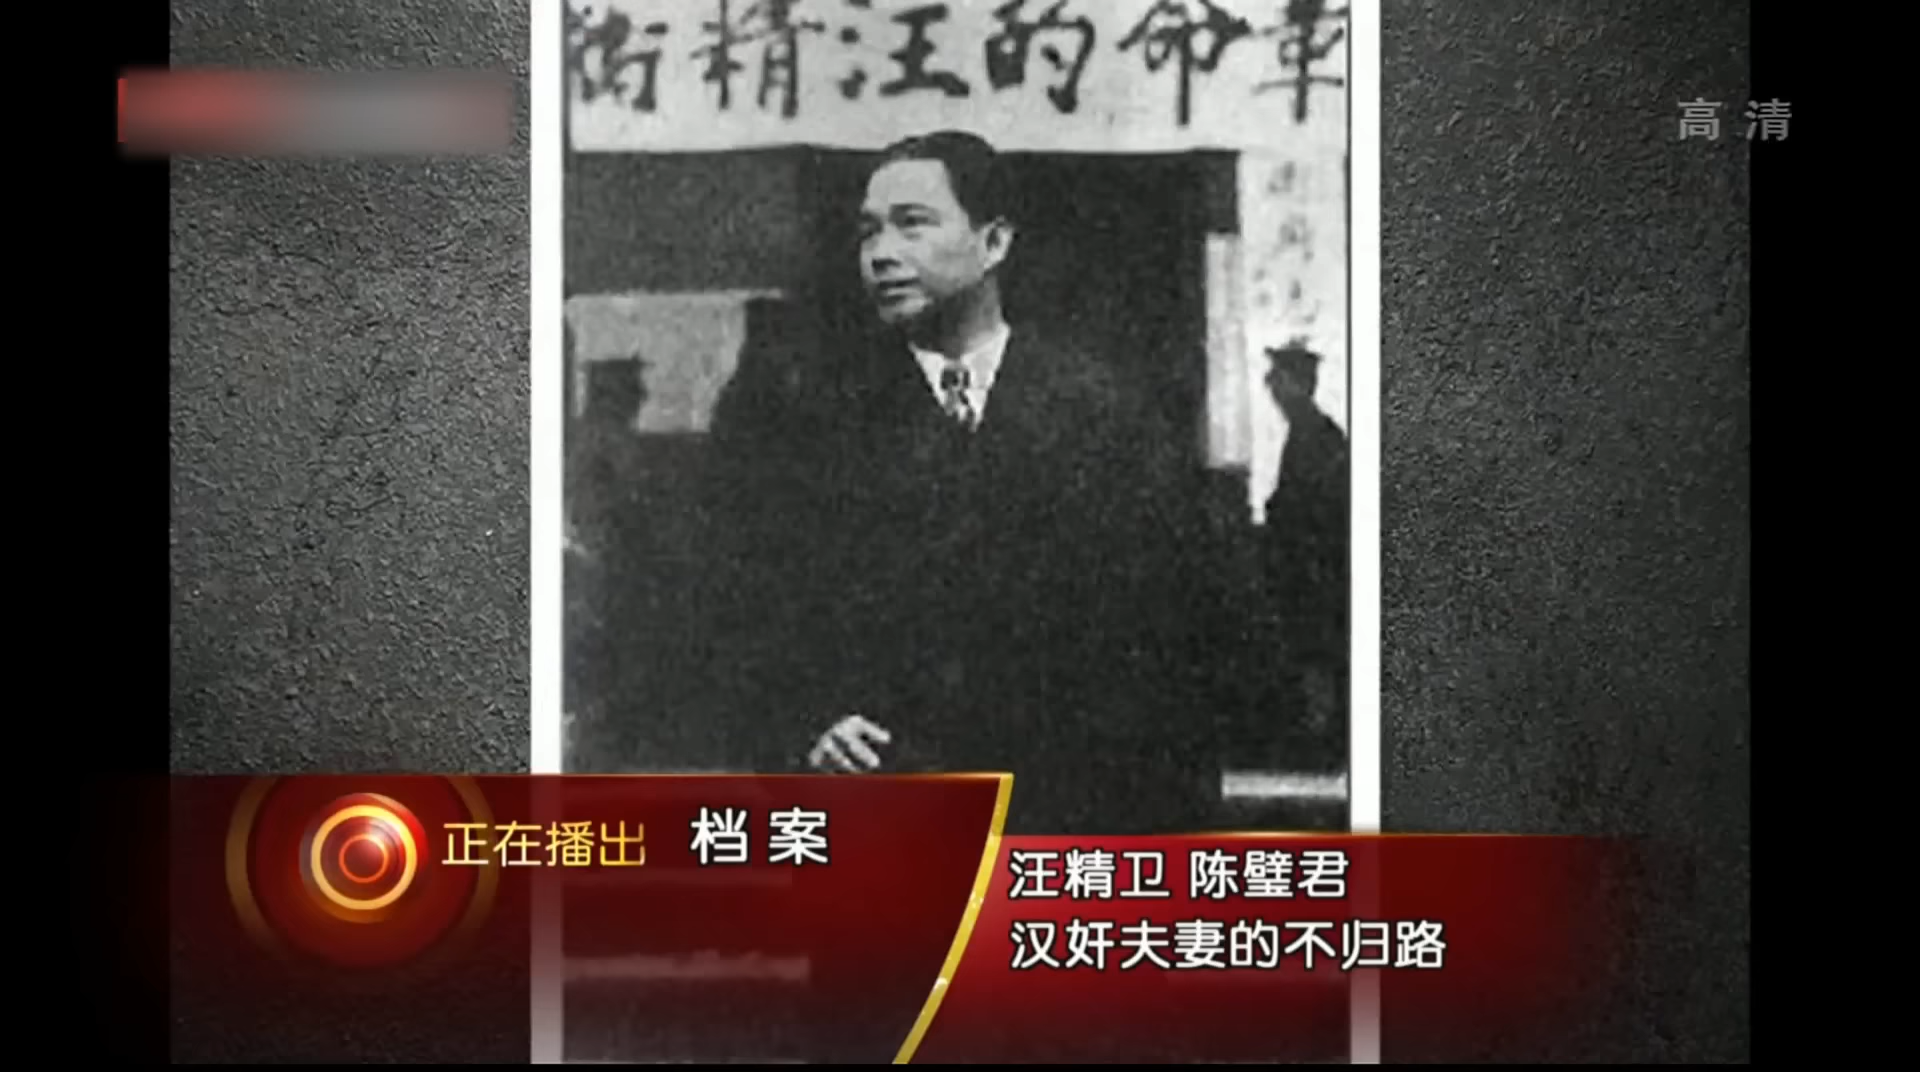 革命的汪精衛
高清
正在播出 档案
汪精卫 陈璧君
汉奸夫妻的不归路